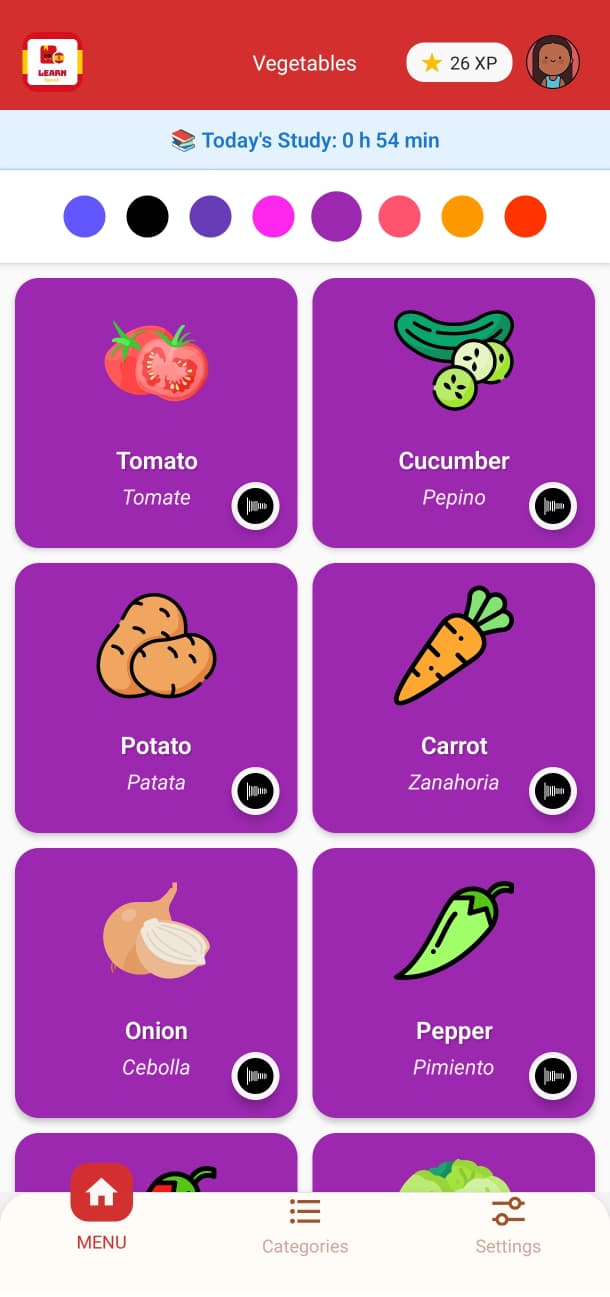 LEARN
Vegetables
26 XP
Today's Study: 0 h 54 min
Tomato
Tomate
Cucumber
Pepino
Potato
Patata
Carrot
Zanahoria
Onion
Cebolla
Pepper
Pimiento
MENU
Categories
Settings